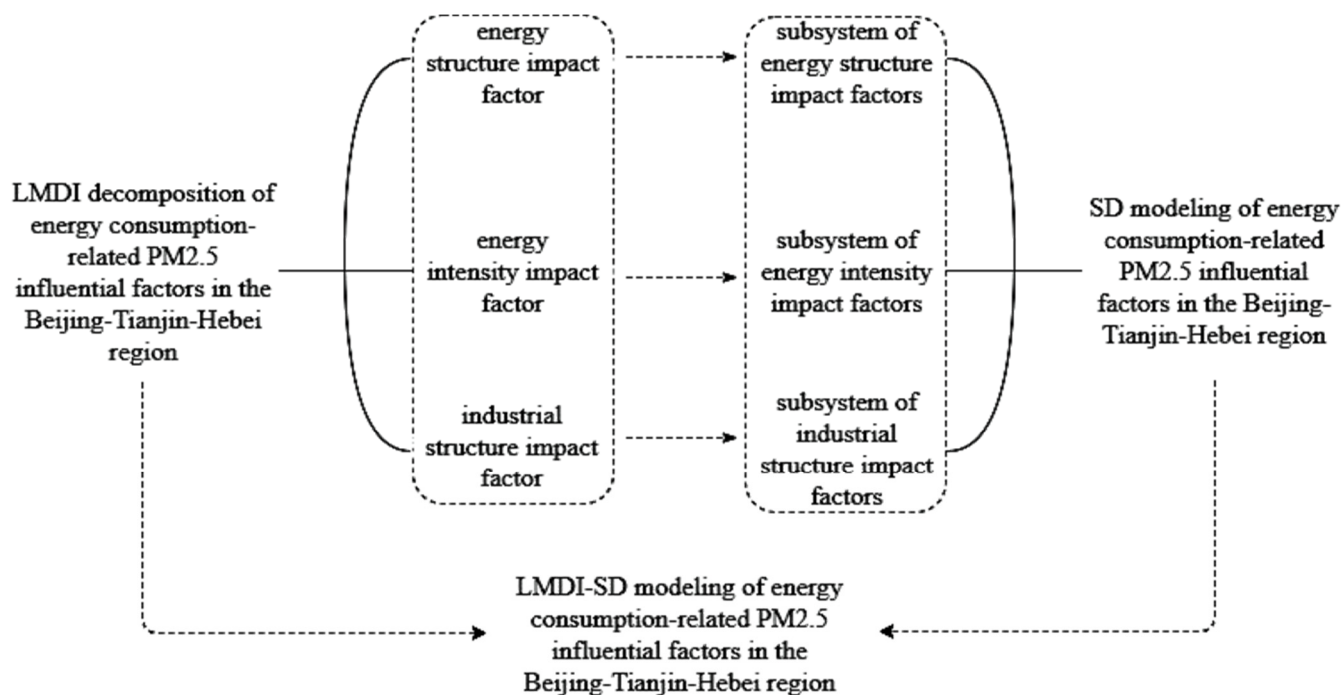 energy
structure impact
factor
subsystem of
energy structure
impact factors
LMDI decomposition of
energy consumption-
related PM2.5
influential factors in the
Beijing-Tianjin-Hebei
region
energy
intensity impact
factor
subsystem of
energy intensity
impact factors
SD modeling of energy
consumption-related
PM2.5 influential
factors in the Beijing-
Tianjin-Hebei region
industrial
structure impact
factor
subsystem of
industrial
structure impact
factors
LMDI-SD modeling of energy
consumption-related PM2.5
influential factors in the
Beijing-Tianjin-Hebei region